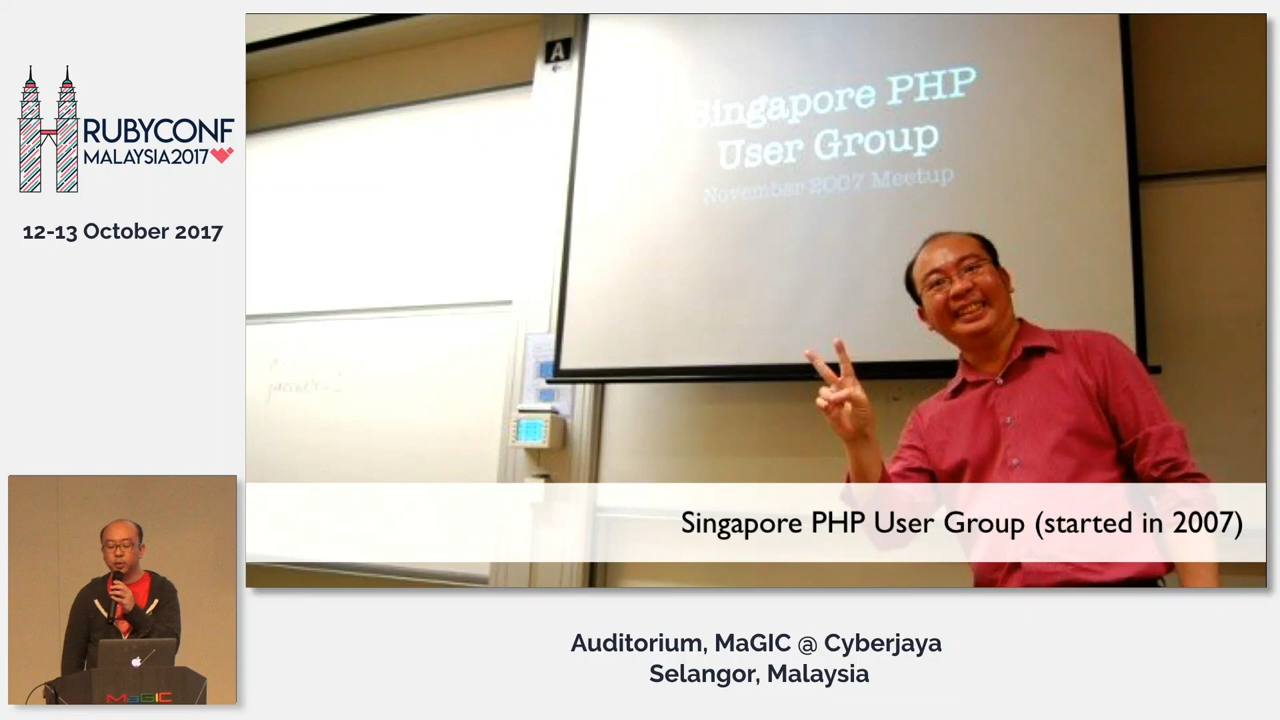 RUBYCONF
MALAYSIA2017
12-13 October 2017
A
Singapore PHP
User Group
November 2007 Meetup
Singapore PHP User Group (started in 2007)
MaGIC
Auditorium, MaGIC @ Cyberjaya
Selangor, Malaysia